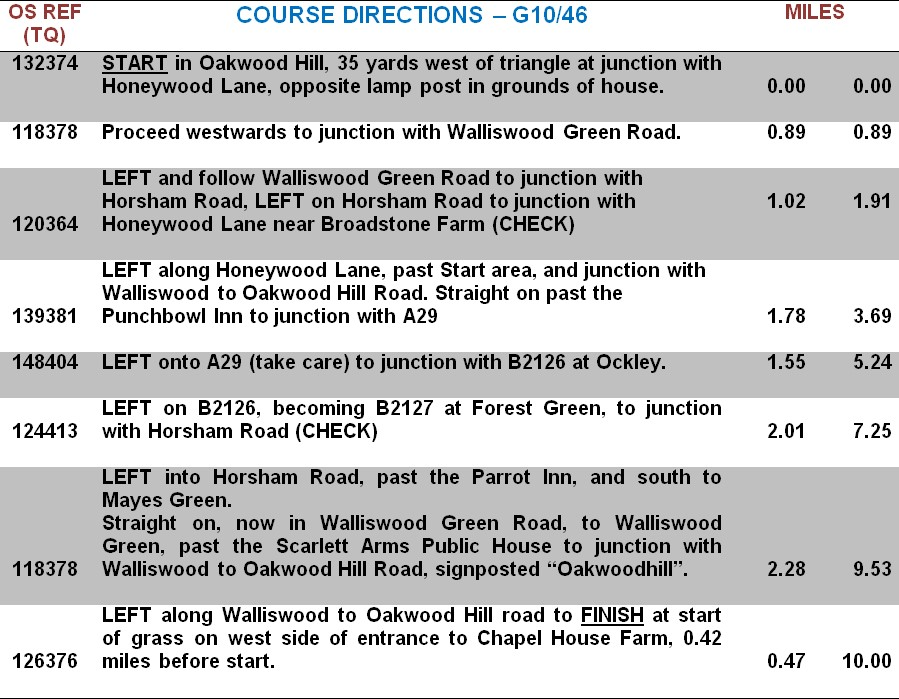 OS REF COURSE DIRECTIONS – G10/46 MILES
(TQ)
132374 START in Oakwood Hill, 35 yards west of triangle at junction with
Honeywood Lane, opposite lamp post in grounds of house. 0.00 0.00
118378 Proceed westwards to junction with Walliswood Green Road. 0.89 0.89
LEFT and follow Walliswood Green Road to junction with
Horsham Road, LEFT on Horsham Road to junction with 1.02 1.91
120364 Honeywood Lane near Broadstone Farm (CHECK)
LEFT along Honeywood Lane, past Start area, and junction with
Walliswood to Oakwood Hill Road. Straight on past the
139381 Punchbowl Inn to junction with A29 1.78 3.69
148404 LEFT onto A29 (take care) to junction with B2126 at Ockley. 1.55 5.24
LEFT on B2126, becoming B2127 at Forest Green, to junction
124413 with Horsham Road (CHECK) 2.01 7.25
LEFT into Horsham Road, past the Parrot Inn, and south to
Mayes Green.
Straight on, now in Walliswood Green Road, to Walliswood
Green, past the Scarlett Arms Public House to junction with
118378 Walliswood to Oakwood Hill Road, signposted “Oakwoodhill”. 2.28 9.53
LEFT along Walliswood to Oakwood Hill road to FINISH at start
of grass on west side of entrance to Chapel House Farm, 0.42
126376 miles before start. 0.47 10.00